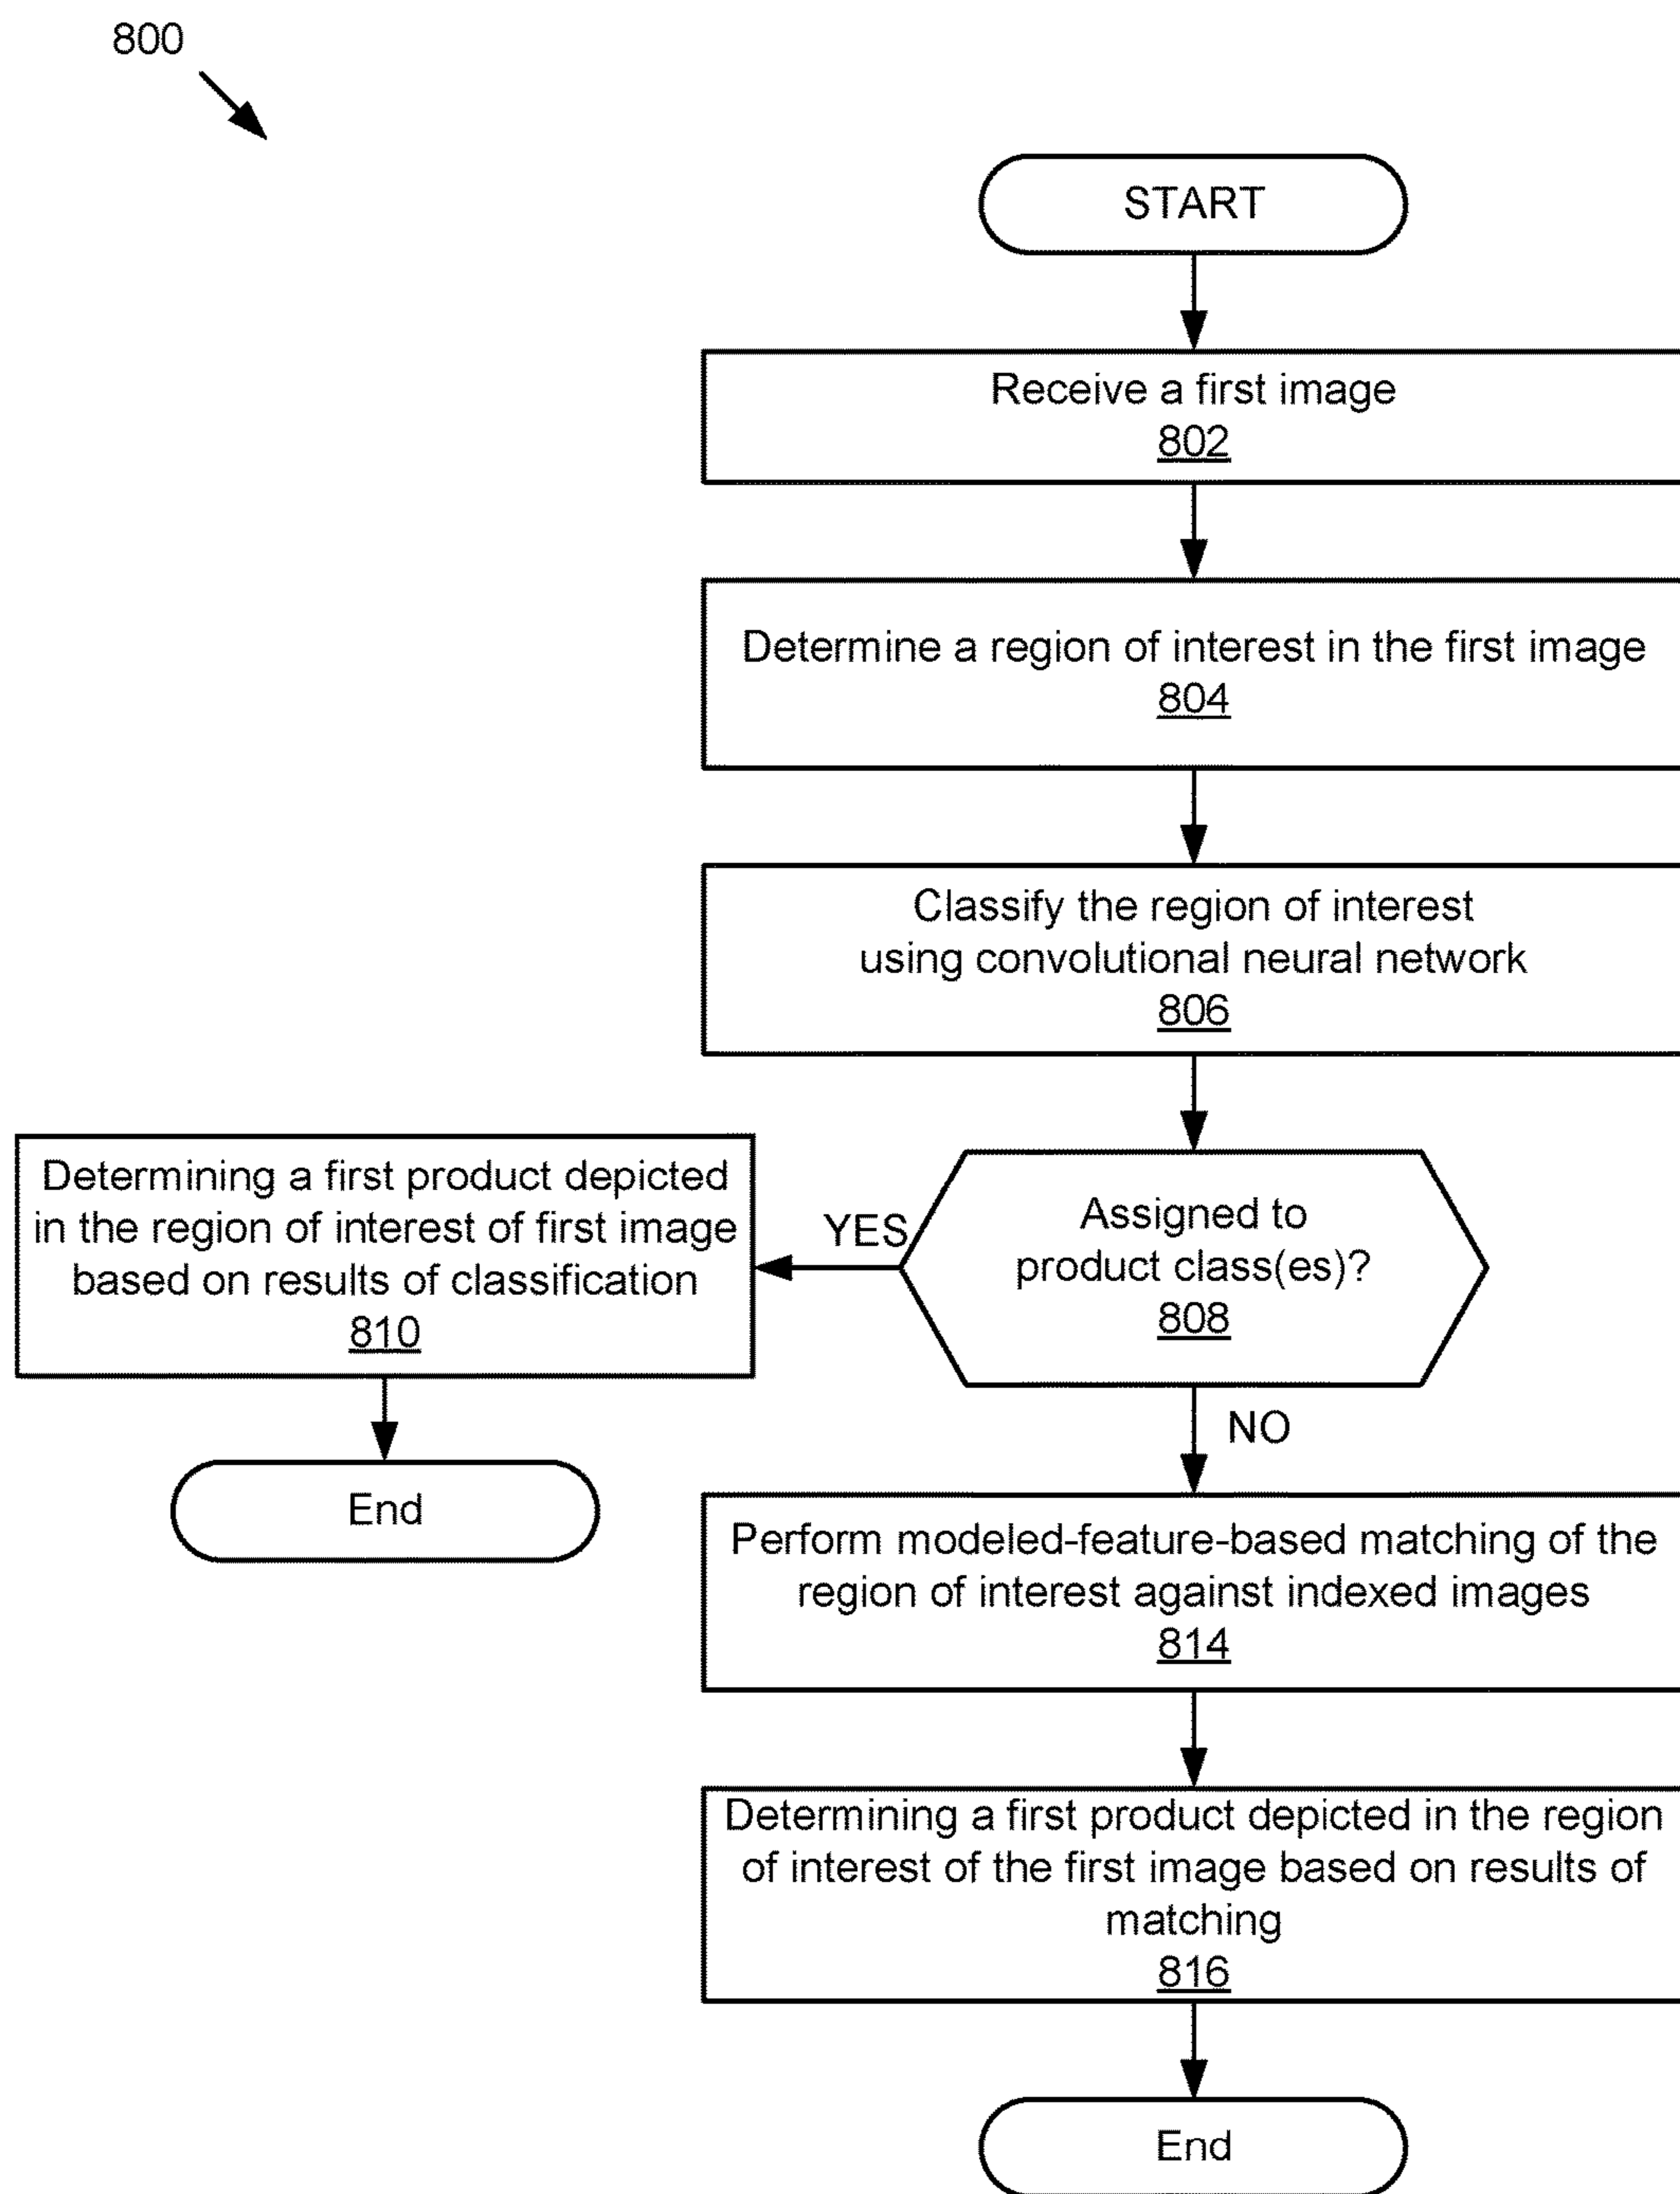 800
START
Receive a first image
802
Determine a region of interest in the first image
804
Classify the region of interest
using convolutional neural network
806
Assigned to
product class(es)?
808
YES
Determining a first product depicted
in the region of interest of first image
based on results of classification
810
End
NO
Perform modeled-feature-based matching of the
region of interest against indexed images
814
Determining a first product depicted in the region
of interest of the first image based on results of
matching
816
End